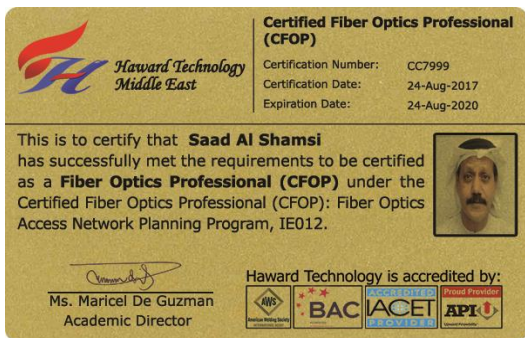 Haward Technology
Middle East
Certified Fiber Optics Professional
(CFOP)
Certification Number: CC7999
Certification Date: 24-Aug-2017
Expiration Date: 24-Aug-2020
This is to certify that Saad Al Shamsi
has successfully met the requirements to be certified
as a Fiber Optics Professional (CFOP) under the
Certified Fiber Optics Professional (CFOP): Fiber Optics
Access Network Planning Program, IE012.
Ms. Maricel De Guzman
Academic Director
Haward Technology is accredited by:
AWS
American Welding Society
BAC
ACCREDITED
IACET
PROVIDER
Proud Provider
API U